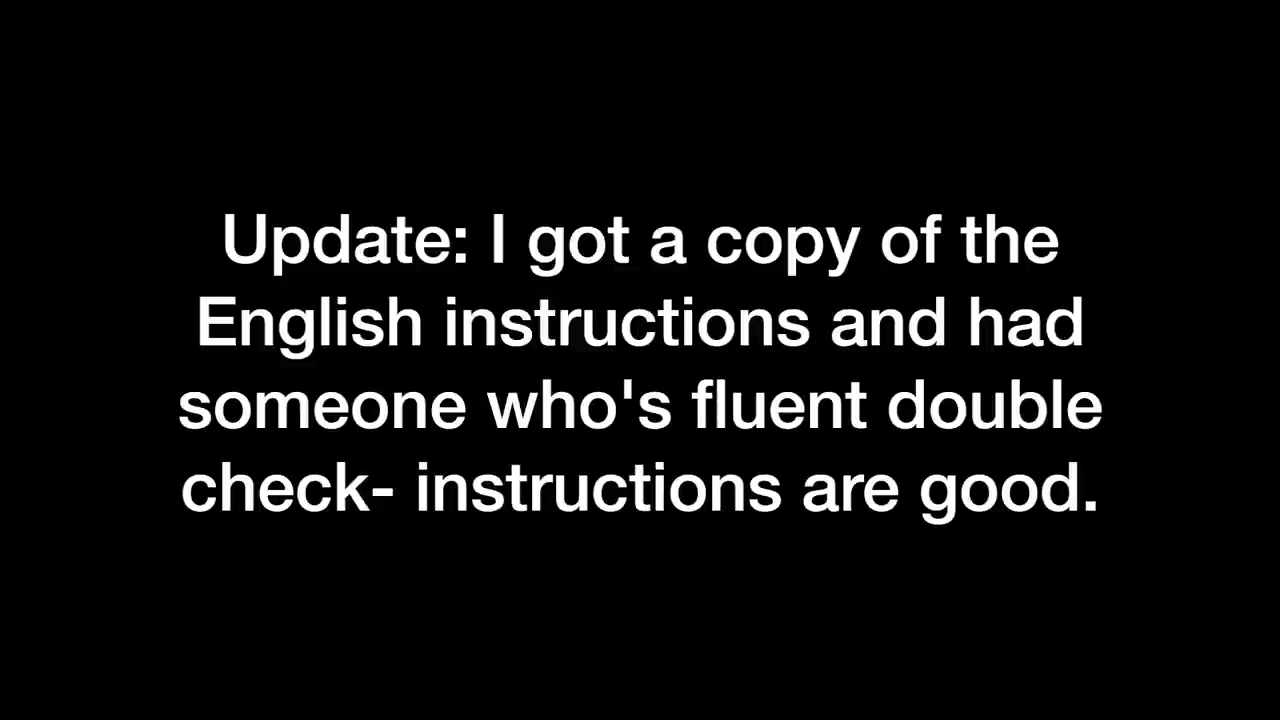 Update: I got a copy of the
English instructions and had
someone who's fluent double
check- instructions are good.